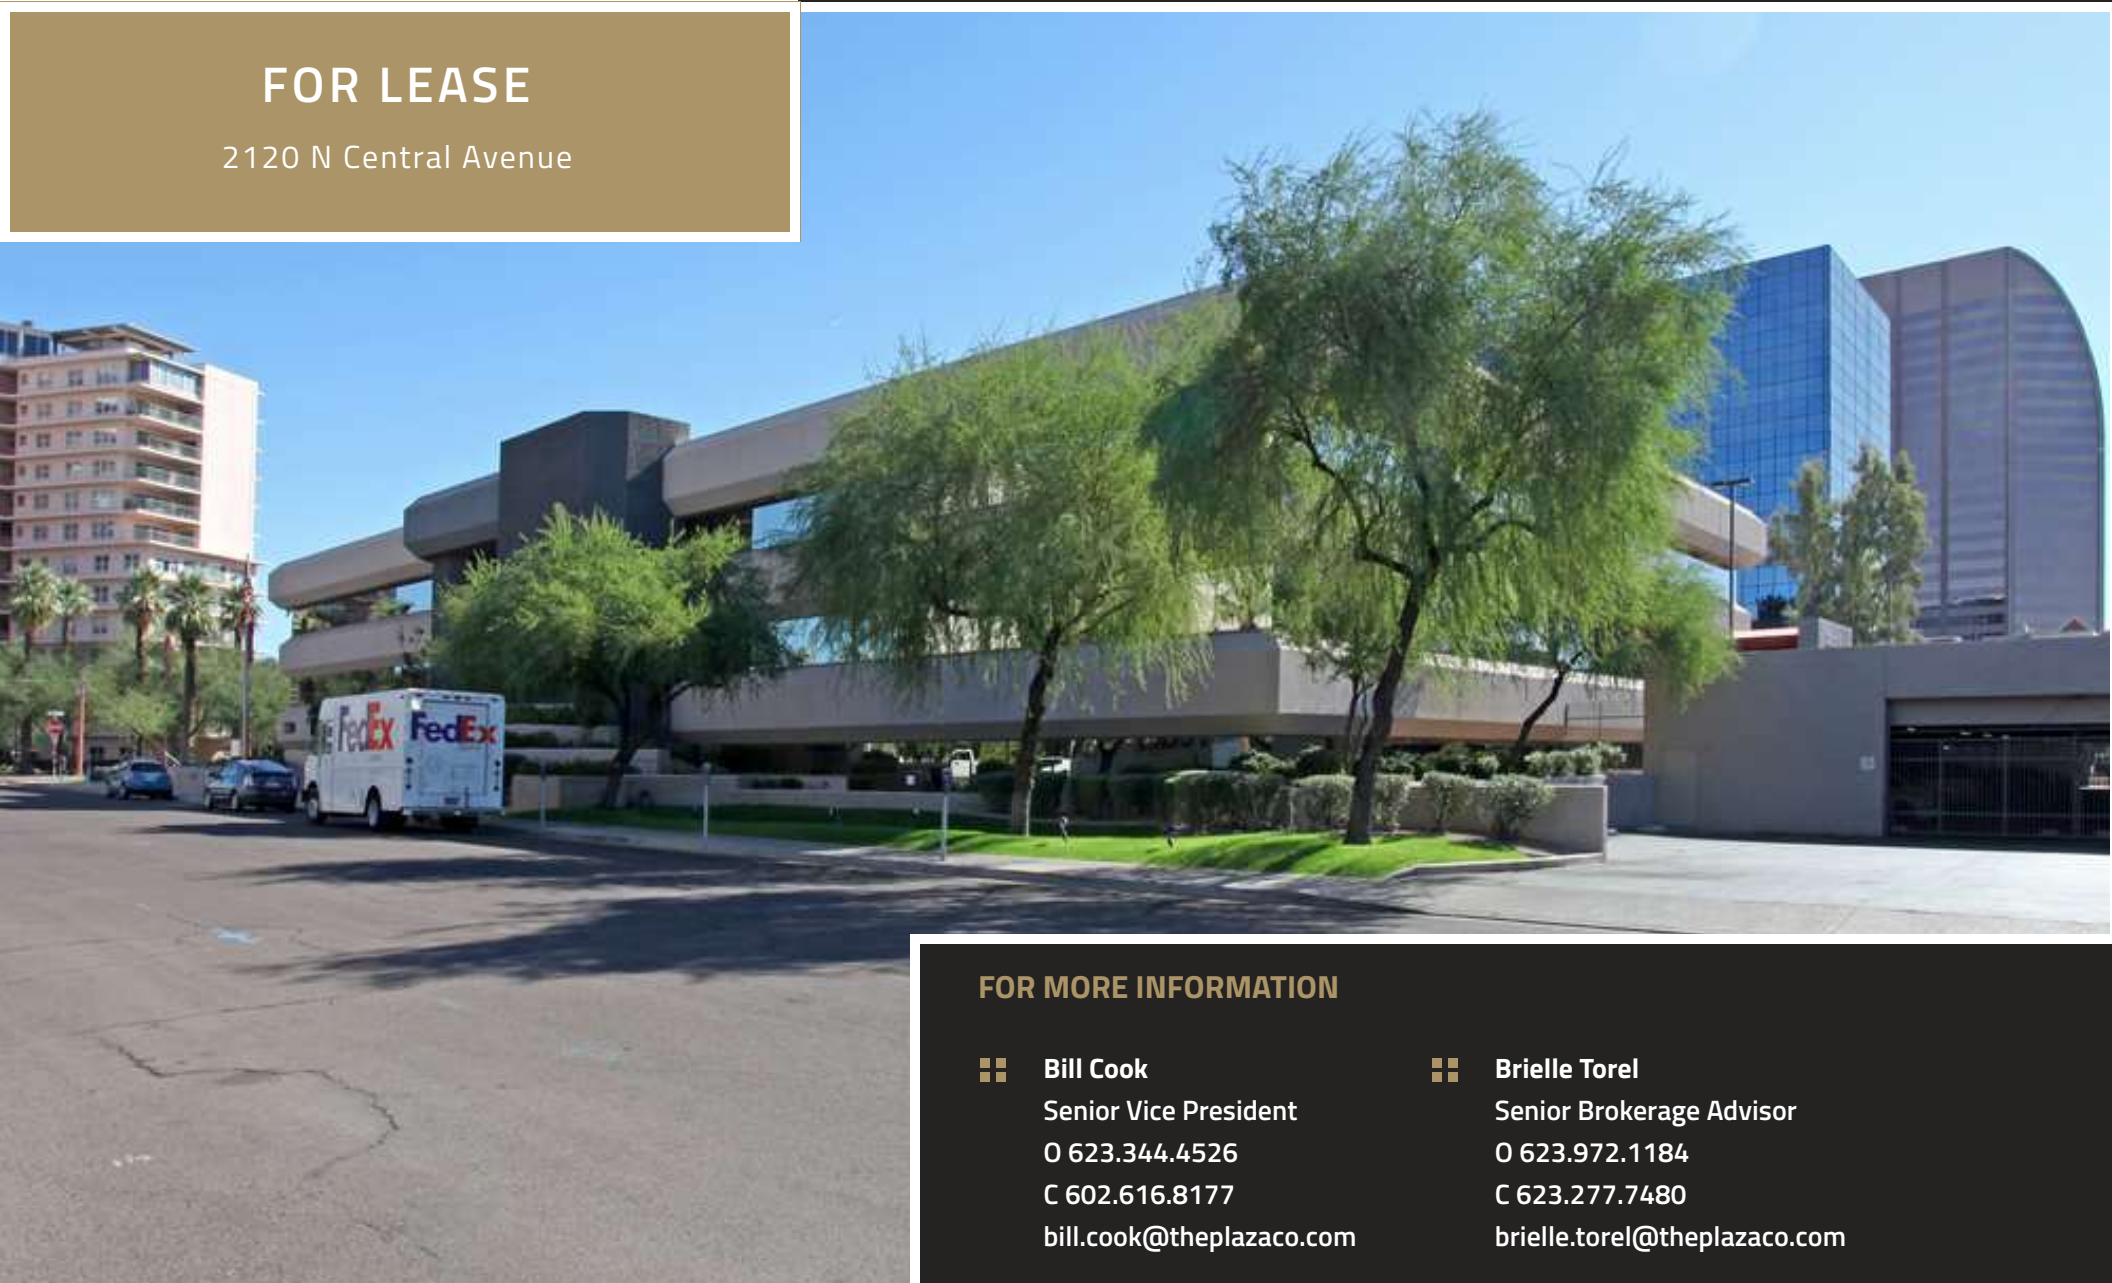 FOR LEASE
2120 N Central Avenue
FedEx FedEx
FOR MORE INFORMATION
Bill Cook
Senior Vice President
O 623.344.4526
C 602.616.8177
bill.cook@theplazaco.com
Brielle Torel
Senior Brokerage Advisor
O 623.972.1184
C 623.277.7480
brielle.torel@theplazaco.com